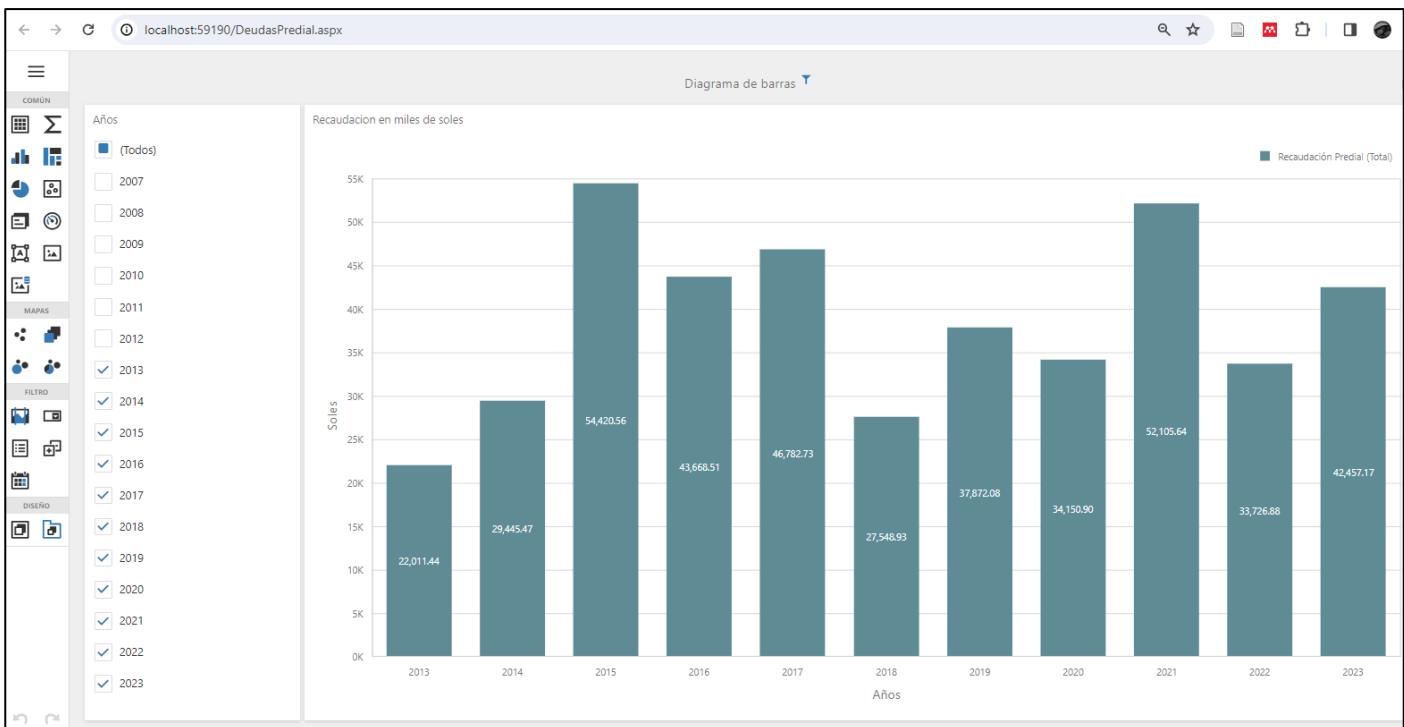 localhost:59190/DeudasPredial.aspx
COMÚN
MAPAS
FILTRO
DISEÑO
Diagrama de barras
Años
(Todos)
2007
2008
2009
2010
2011
2012
2013
2014
2015
2016
2017
2018
2019
2020
2021
2022
2023
Recaudacion en miles de soles
Recaudación Predial (Total)
Soles
55K
50K
45K
40K
35K
30K
25K
20K
15K
10K
5K
0K
22,011.44
29,445.47
54,420.56
43,668.51
46,782.73
27,548.93
37,872.08
34,150.90
52,105.64
33,726.88
42,457.17
2013 2014 2015 2016 2017 2018 2019 2020 2021 2022 2023
Años